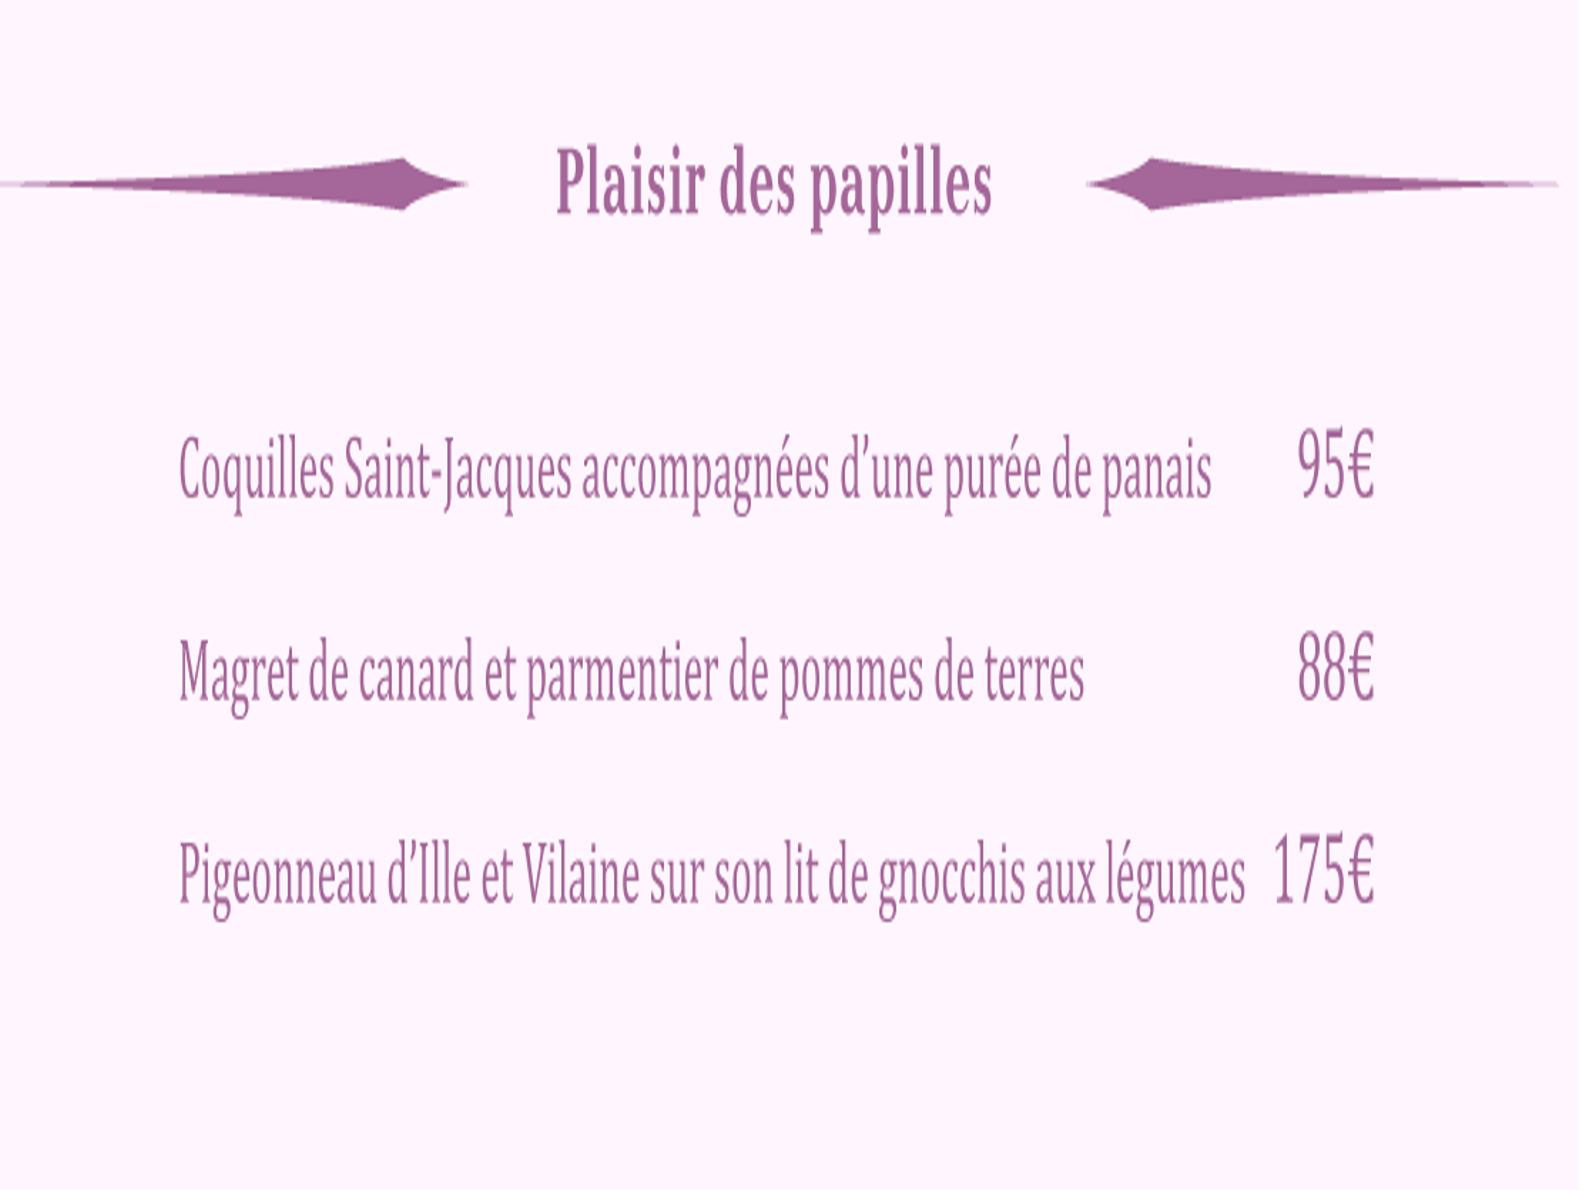 Plaisir des papilles
Coquilles Saint-Jacques accompagnées d’une purée de panais 95€
Magret de canard et parmentier de pommes de terres 88€
Pigeonneau d’Ille et Vilaine sur son lit de gnocchis aux légumes 175€